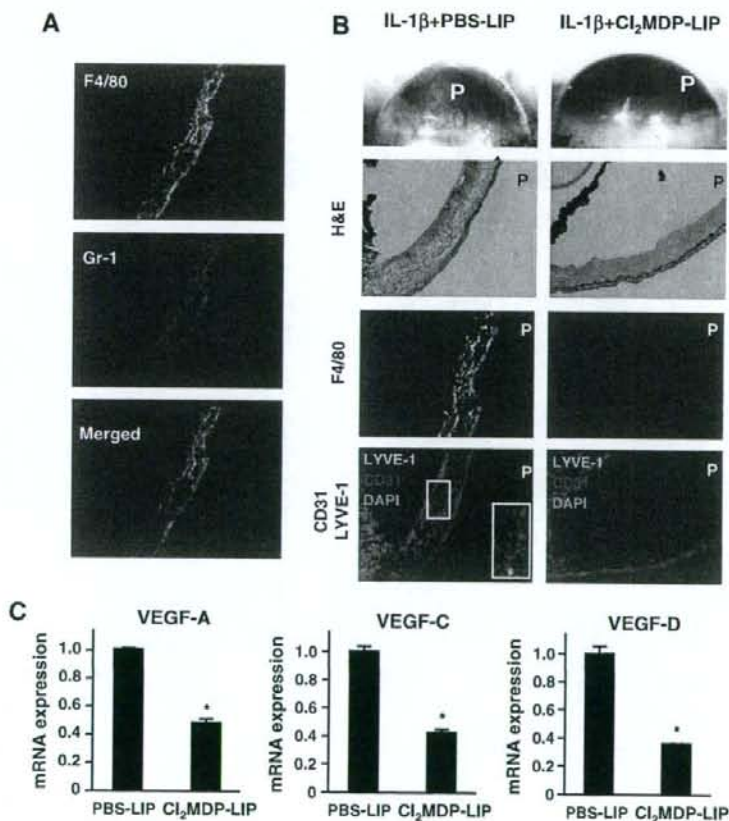 A
F4/80
Gr-1
Merged
B
IL-1β+PBS-LIP
IL-1β+Cl₂MDP-LIP
P
P
H&E
P
P
F4/80
P
P
CD31
LYVE-1
LYVE-1
CD31
DAPI
P
*
LYVE-1
CD31
DAPI
P
C
VEGF-A
mRNA expression
1.0
0.8
0.6
0.4
0.2
0
*
PBS-LIP
Cl₂MDP-LIP
VEGF-C
mRNA expression
1.0
0.8
0.6
0.4
0.2
0
*
PBS-LIP
Cl₂MDP-LIP
VEGF-D
mRNA expression
1.0
0.8
0.6
0.4
0.2
0
*
PBS-LIP
Cl₂MDP-LIP